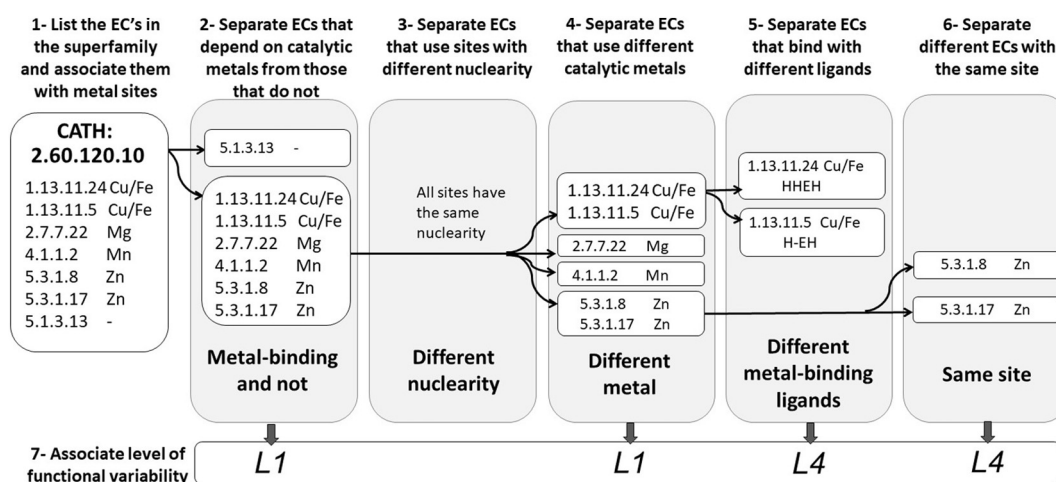 1- List the EC's in
the superfamily
and associate them
with metal sites
2- Separate ECs that
depend on catalytic
metals from those
that do not
3- Separate ECs
that use sites with
different nuclearity
4- Separate ECs
that use different
catalytic metals
5- Separate ECs
that bind with
different ligands
6- Separate
different ECs with
the same site
CATH:
2.60.120.10
1.13.11.24 Cu/Fe
1.13.11.5 Cu/Fe
2.7.7.22 Mg
4.1.1.2 Mn
5.3.1.8 Zn
5.3.1.17 Zn
5.1.3.13 -
5.1.3.13 -
1.13.11.24 Cu/Fe
1.13.11.5 Cu/Fe
2.7.7.22 Mg
4.1.1.2 Mn
5.3.1.8 Zn
5.3.1.17 Zn
Metal-binding
and not
All sites have
the same
nuclearity
Different
nuclearity
1.13.11.24 Cu/Fe
1.13.11.5 Cu/Fe
2.7.7.22 Mg
4.1.1.2 Mn
5.3.1.8 Zn
5.3.1.17 Zn
Different
metal
1.13.11.24 Cu/Fe
HHEH
1.13.11.5 Cu/Fe
H-EH
Different
metal-binding
ligands
5.3.1.8 Zn
5.3.1.17 Zn
Same site
7- Associate level of
functional variability
L1
L1
L4
L4